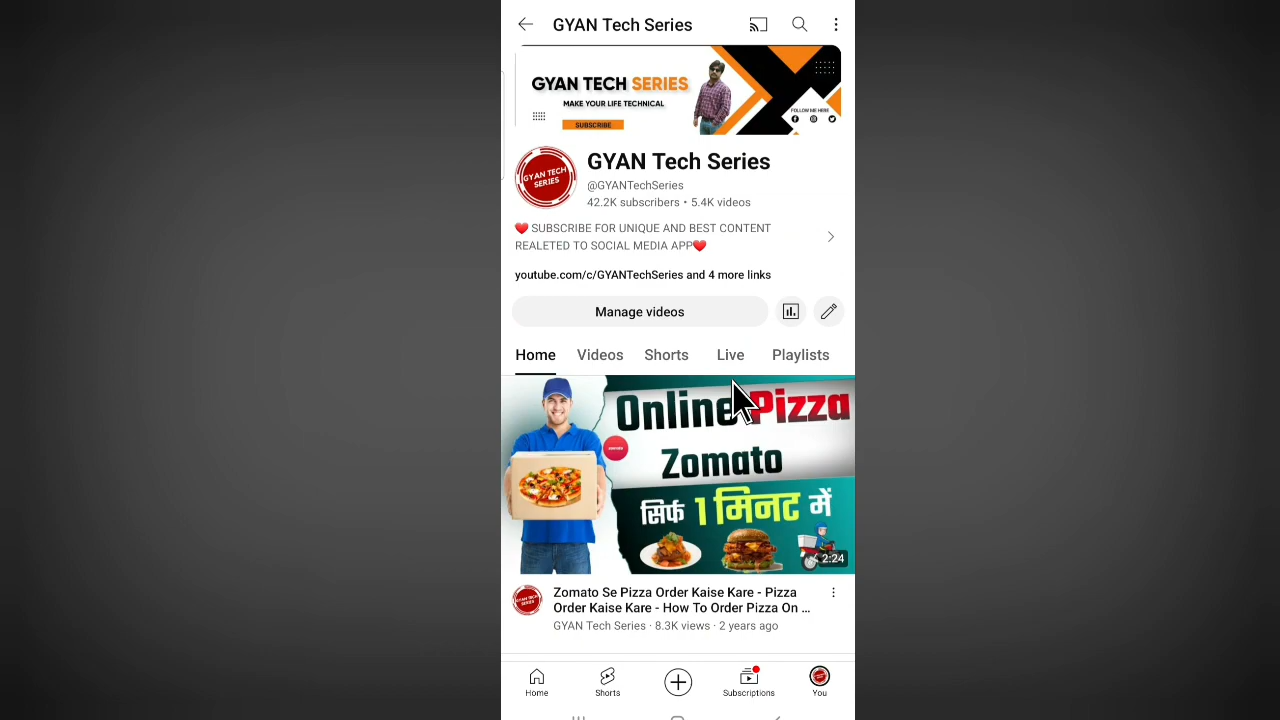 GYAN Tech Series
GYAN TECH SERIES
MAKE YOUR LIFE TECHNICAL
SUBSCRIBE
FOLLOW ME HERE
GYAN TECH
SERIES
GYAN Tech Series
@GYANTechSeries
42.2K subscribers • 5.4K videos
❤️ SUBSCRIBE FOR UNIQUE AND BEST CONTENT
REALETED TO SOCIAL MEDIA APP❤️
youtube.com/c/GYANTechSeries and 4 more links
Manage videos
Home Videos Shorts Live Playlists
Online Pizza
Zomato
सिर्फ 1 मिनट में
2:24
GYAN TECH
SERIES
Zomato Se Pizza Order Kaise Kare - Pizza
Order Kaise Kare - How To Order Pizza On ...
GYAN Tech Series · 8.3K views · 2 years ago
Home Shorts Subscriptions You